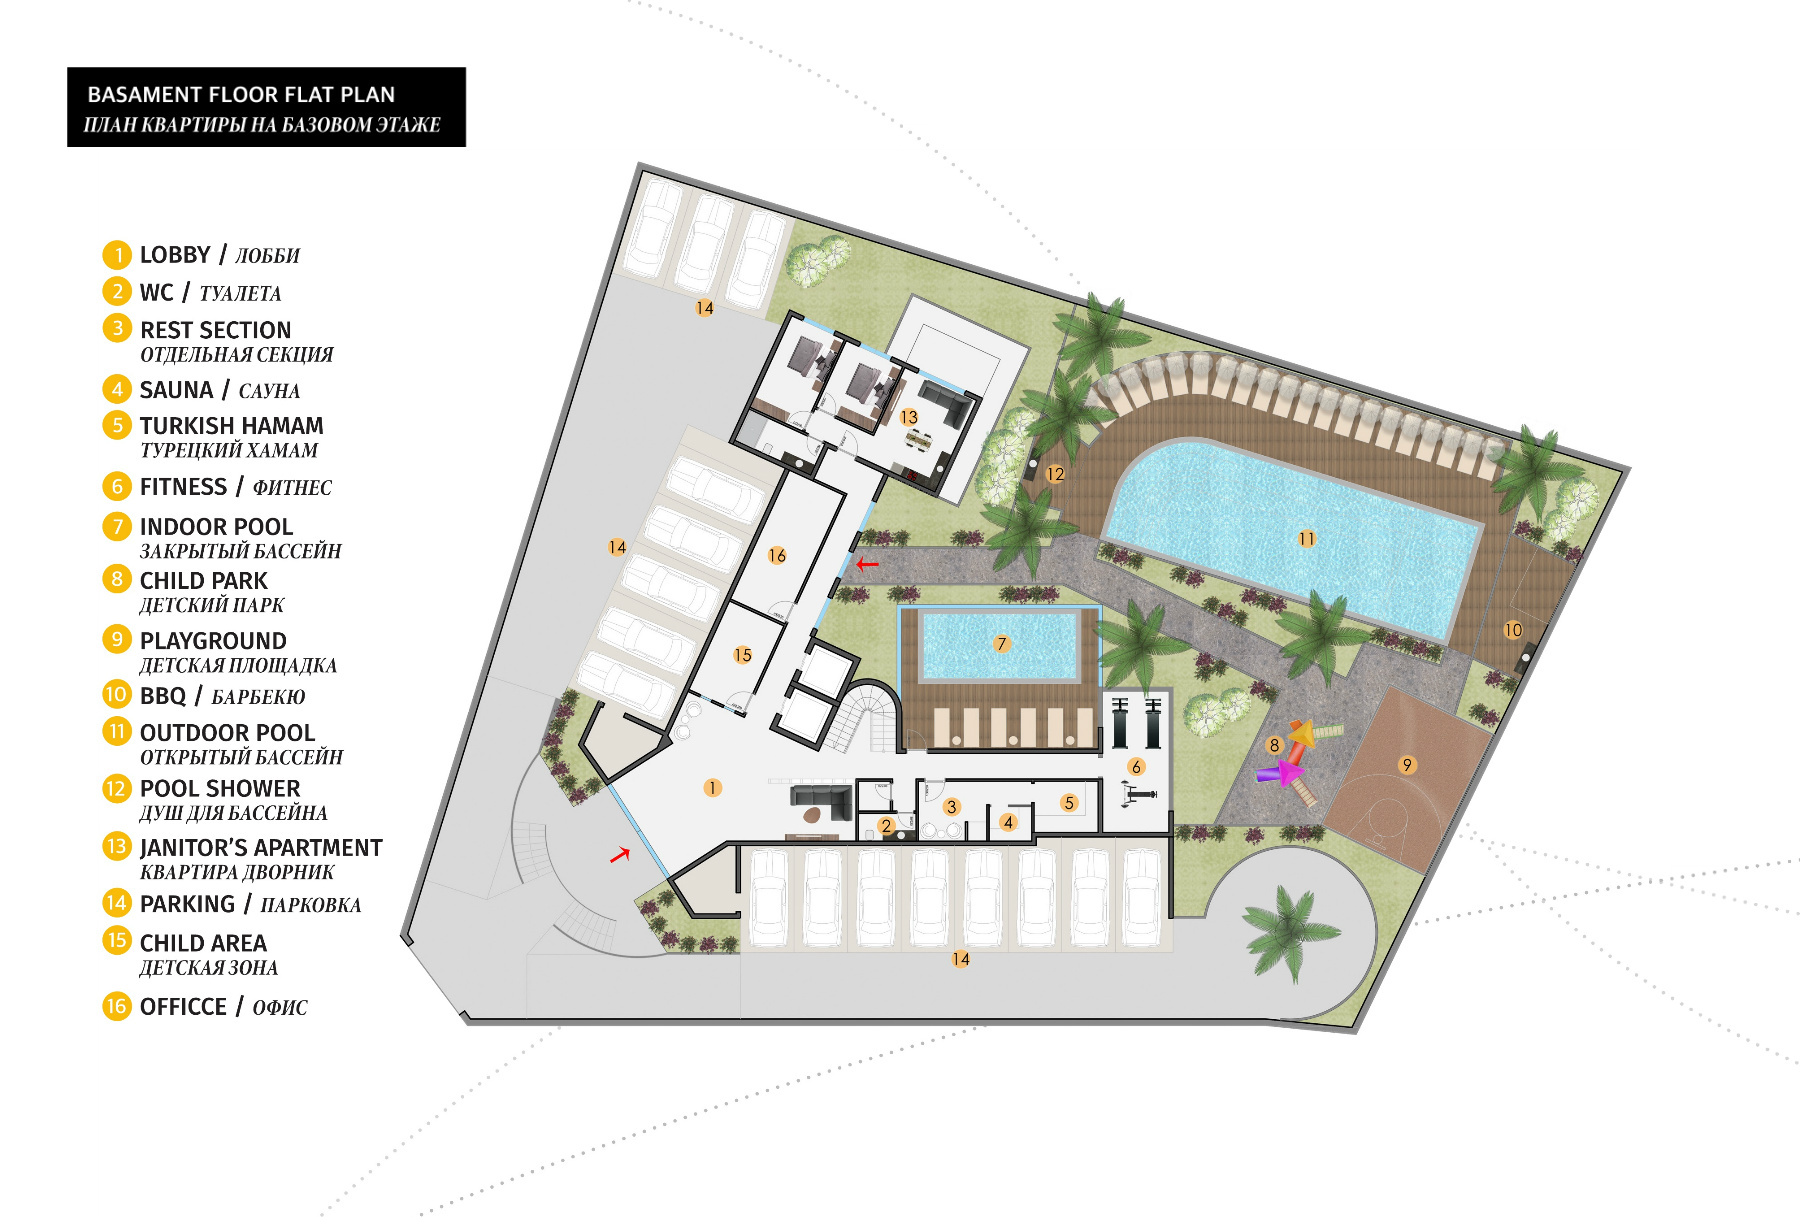 BASAMENT FLOOR FLAT PLAN
ПЛАН КВАРТИРЫ НА БАЗОВОМ ЭТАЖЕ
1 LOBBY / ЛОББИ
2 WC / ТУАЛЕТА
3 REST SECTION
ОТДЕЛЬНАЯ СЕКЦИЯ
4 SAUNA / САУНА
5 TURKISH HAMAM
ТУРЕЦКИЙ ХАМАМ
6 FITNESS / ФИТНЕС
7 INDOOR POOL
ЗАКРЫТЫЙ БАССЕЙН
8 CHILD PARK
ДЕТСКИЙ ПАРК
9 PLAYGROUND
ДЕТСКАЯ ПЛОЩАДКА
10 BBQ / БАРБЕКЮ
11 OUTDOOR POOL
ОТКРЫТЫЙ БАССЕЙН
12 POOL SHOWER
ДУШ ДЛЯ БАССЕЙНА
13 JANITOR'S APARTMENT
КВАРТИРА ДВОРНИК
14 PARKING / ПАРКОВКА
15 CHILD AREA
ДЕТСКАЯ ЗОНА
16 OFFICCE / ОФИС
14
13
12
11
14
16
10
7
15
8
6
9
1
5
3
4
2
14